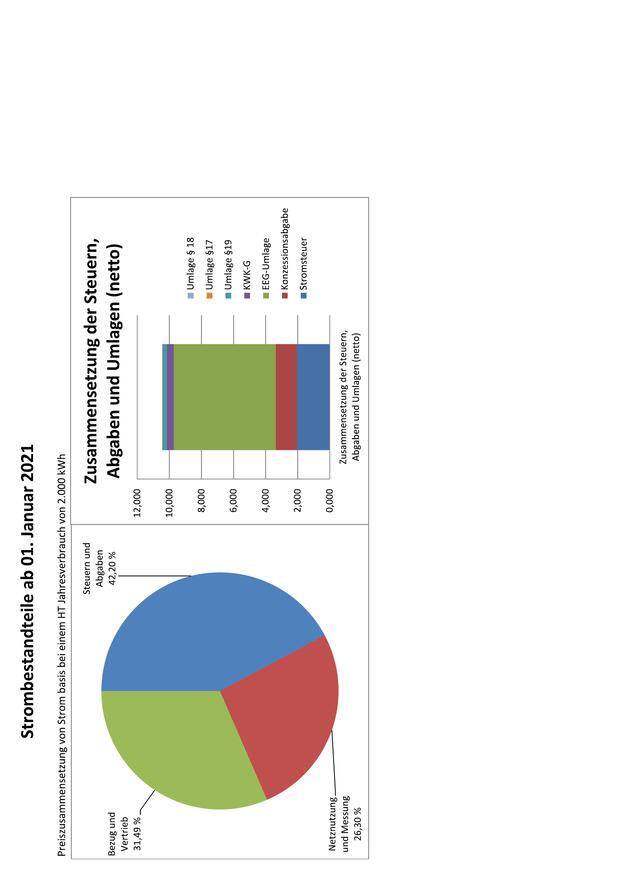 Strombestandteile ab 01. Januar 2021
Preiszusammensetzung von Strom basis bei einem HT Jahresverbrauch von 2.000 kWh
Steuern und
Abgaben
42,20 %
Bezug und
Vertrieb
31,49 %
Netznutzung
und Messung
26,30 %
Zusammensetzung der Steuern,
Abgaben und Umlagen (netto)
12,000
10,000
8,000
6,000
4,000
2,000
0,000
Zusammensetzung der Steuern,
Abgaben und Umlagen (netto)
Umlage § 18
Umlage §17
Umlage §19
KWK-G
EEG-Umlage
Konzessionsabgabe
Stromsteuer